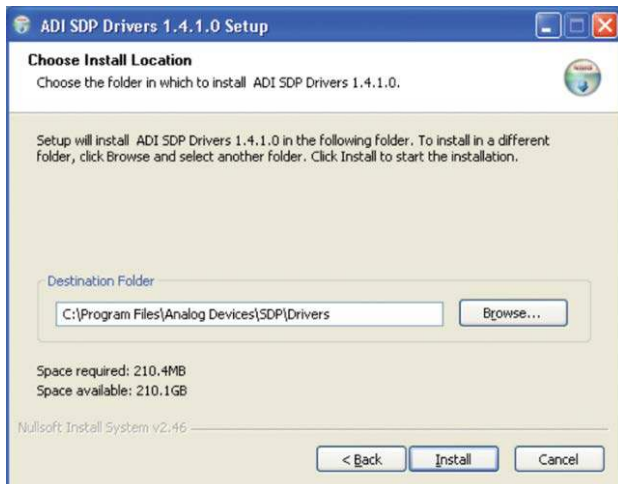 ADI SDP Drivers 1.4.1.0 Setup
Choose Install Location
Choose the folder in which to install ADI SDP Drivers 1.4.1.0.
Setup will install ADI SDP Drivers 1.4.1.0 in the following folder. To install in a different
folder, click Browse and select another folder. Click Install to start the installation.
Destination Folder
C:\Program Files\Analog Devices\SDP\Drivers
Browse...
Space required: 210.4MB
Space available: 210.1GB
Nullsoft Install System v2.46
< Back
Install
Cancel